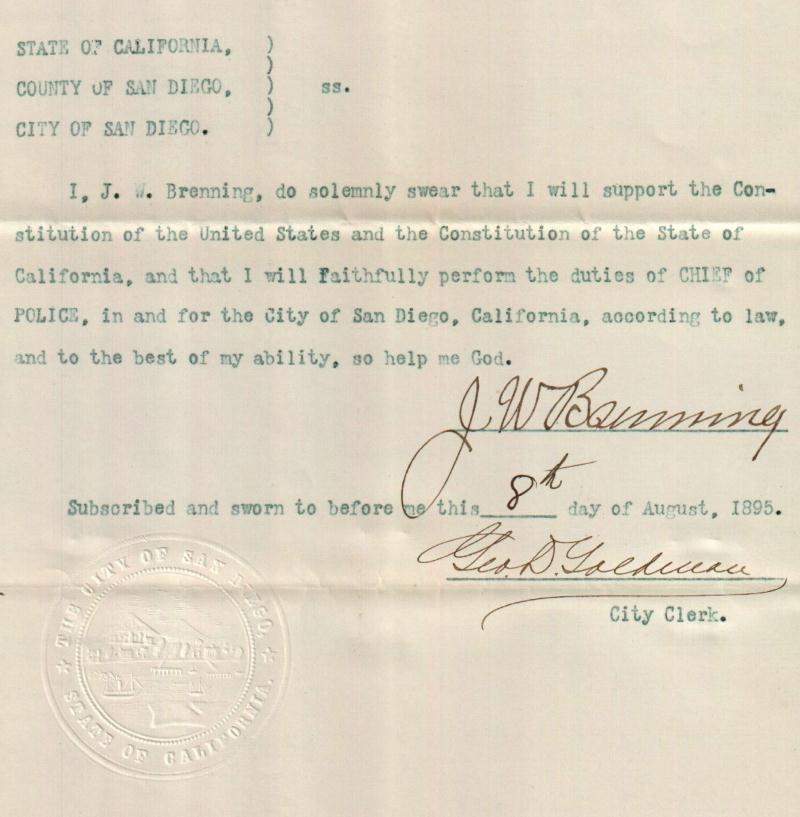 STATE OF CALIFORNIA, )
)
COUNTY OF SAN DIEGO, ) ss.
)
CITY OF SAN DIEGO. )
I, J. W. Brenning, do solemnly swear that I will support the Con-
stitution of the United States and the Constitution of the State of
California, and that I will Faithfully perform the duties of CHIEF of
POLICE, in and for the City of San Diego, California, according to law,
and to the best of my ability, so help me God.
J. W. Brenning
Subscribed and sworn to before me this 8th day of August, 1895.
Geo. D. Goldman
City Clerk.
THE CITY OF SAN DIEGO,
STATE OF CALIFORNIA.